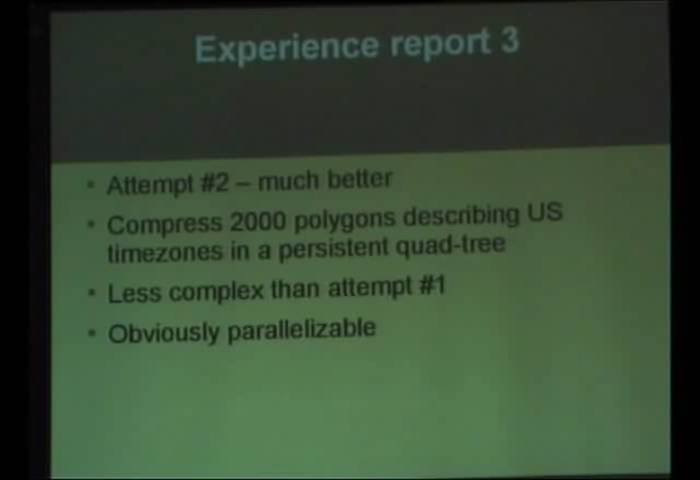 Experience report 3
Attempt #2 – much better
Compress 2000 polygons describing US
timezones in a persistent quad-tree
Less complex than attempt #1
Obviously parallelizable